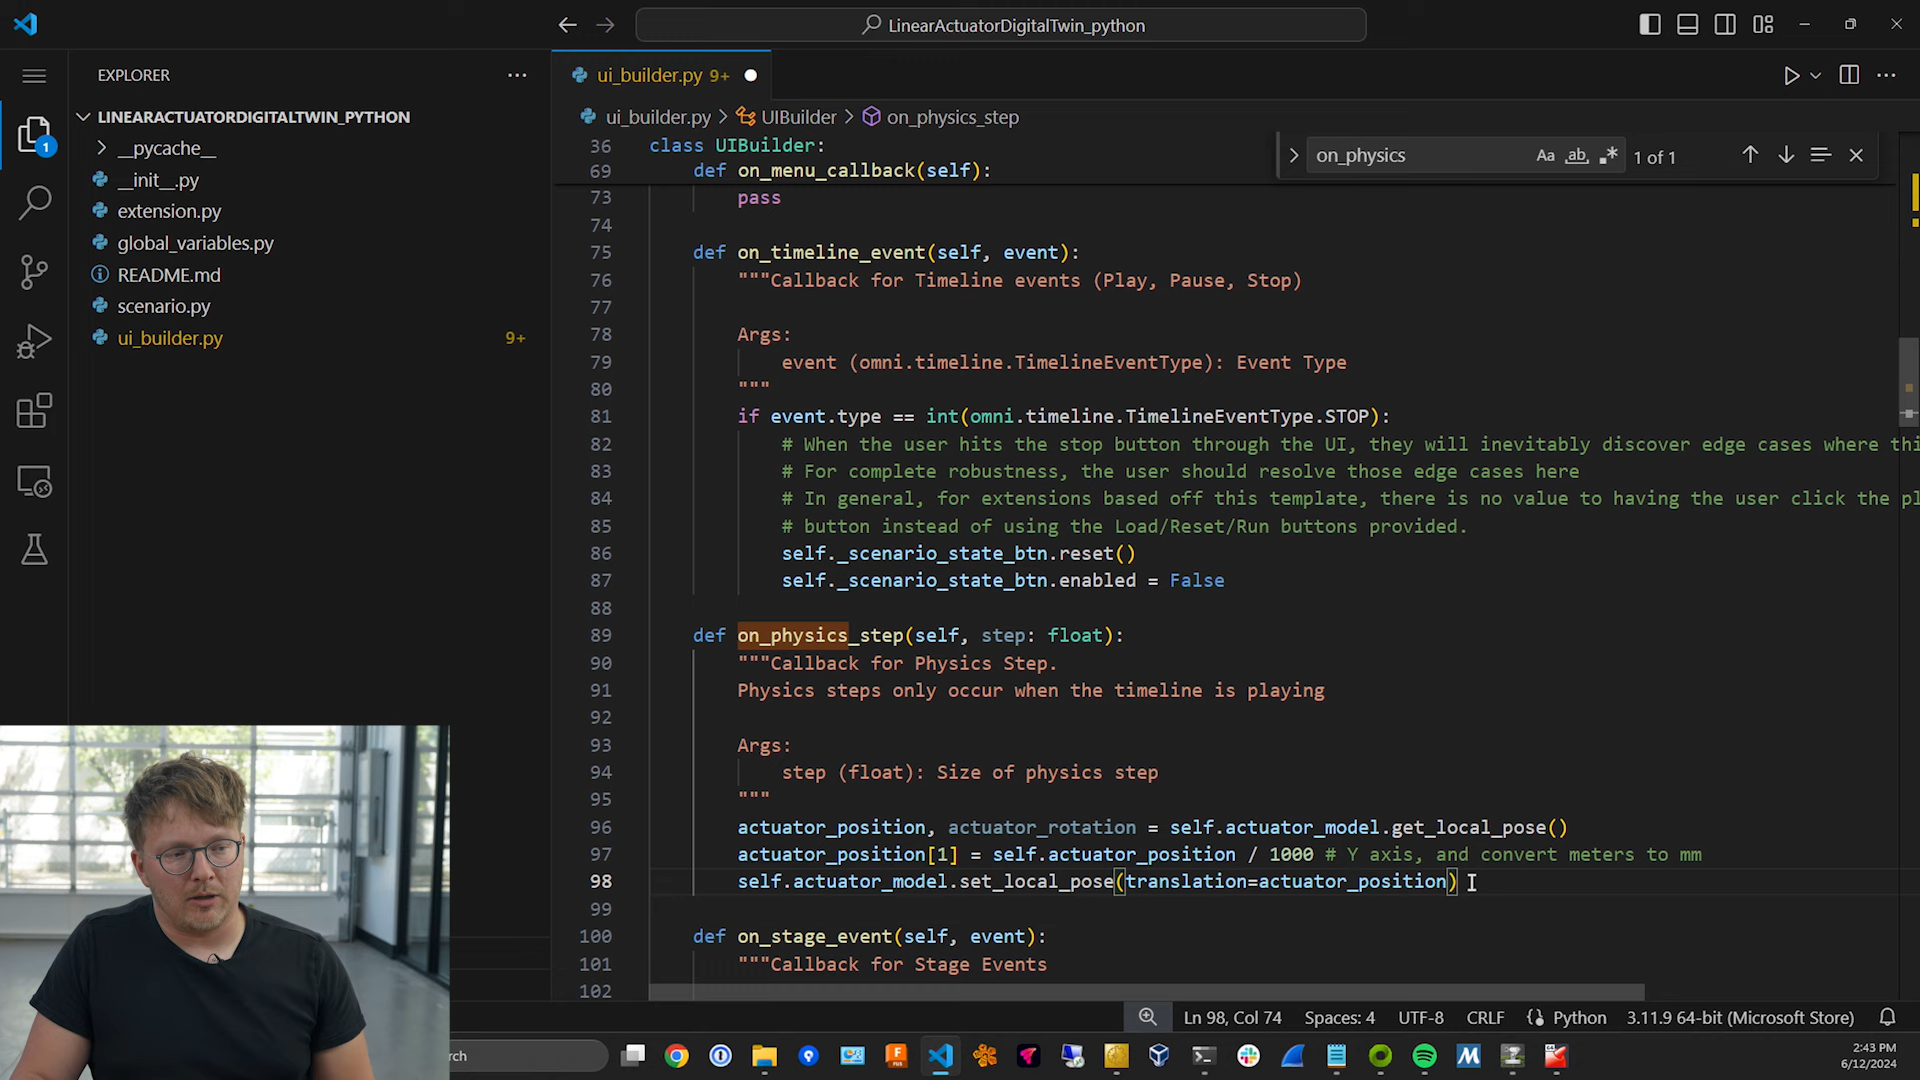 LinearActuatorDigitalTwin_python
EXPLORER
LINEARACTUATORDIGITALTWIN_PYTHON
__pycache__
__init__.py
extension.py
global_variables.py
README.md
scenario.py
ui_builder.py 9+
1
ui_builder.py 9+
ui_builder.py > UIBuilder > on_physics_step
on_physics
Aa ab
1 of 1
36 class UIBuilder:
69 def on_menu_callback(self):
73 pass
74
75 def on_timeline_event(self, event):
76 """Callback for Timeline events (Play, Pause, Stop)
77
78 Args:
79 event (omni.timeline.TimelineEventType): Event Type
80 """
81 if event.type == int(omni.timeline.TimelineEventType.STOP):
82 # When the user hits the stop button through the UI, they will inevitably discover edge cases where thi
83 # For complete robustness, the user should resolve those edge cases here
84 # In general, for extensions based off this template, there is no value to having the user click the pl
85 # button instead of using the Load/Reset/Run buttons provided.
86 self._scenario_state_btn.reset()
87 self._scenario_state_btn.enabled = False
88
89 def on_physics_step(self, step: float):
90 """Callback for Physics Step.
91 Physics steps only occur when the timeline is playing
92
93 Args:
94 step (float): Size of physics step
95 """
96 actuator_position, actuator_rotation = self.actuator_model.get_local_pose()
97 actuator_position[1] = self.actuator_position / 1000 # Y axis, and convert meters to mm
98 self.actuator_model.set_local_pose(translation=actuator_position)
99
100 def on_stage_event(self, event):
101 """Callback for Stage Events
102
Ln 98, Col 74
Spaces: 4
UTF-8
CRLF
Python
3.11.9 64-bit (Microsoft Store)
rch
2:43 PM
6/12/2024